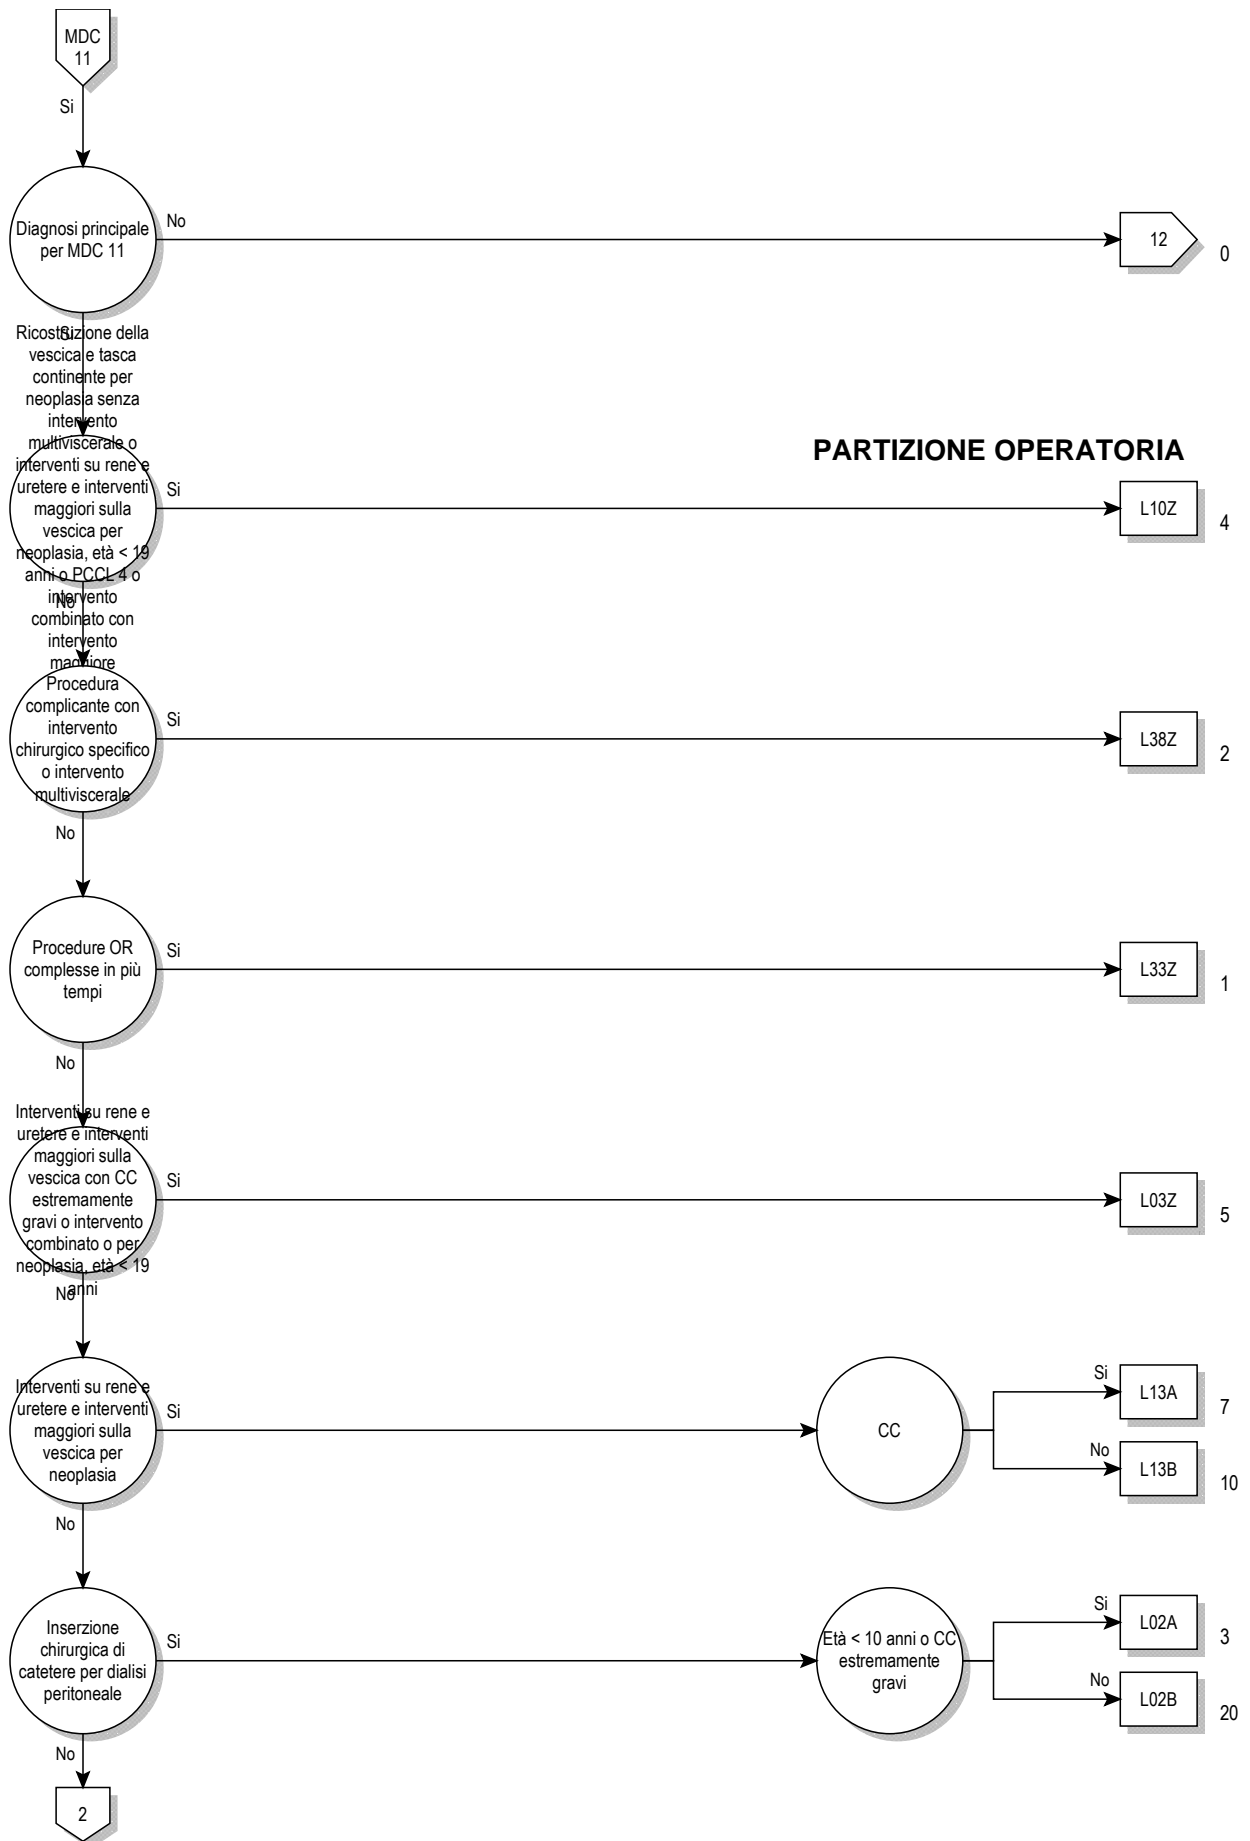 MDC
11
Si
Diagnosi principale
per MDC 11
No
12
0
Si
Ricostruzione della
vescica e tasca
continente per
neoplasia senza
intervento
multiviscerale o
interventi su rene e
uretere e interventi
maggiori sulla
vescica per
neoplasia, età < 19
anni o PCCL 4 o
intervento
combinato con
intervento
maggiore
PARTIZIONE OPERATORIA
Si
L10Z
4
No
Procedura
complicante con
intervento
chirurgico specifico
o intervento
multiviscerale
Si
L38Z
2
No
Procedure OR
complesse in più
tempi
Si
L33Z
1
No
Interventi su rene e
uretere e interventi
maggiori sulla
vescica con CC
estremamente
gravi o intervento
combinato o per
neoplasia, età < 19
anni
Si
L03Z
5
No
Interventi su rene e
uretere e interventi
maggiori sulla
vescica per
neoplasia
Si
CC
Si
L13A
7
No
L13B
10
No
Inserzione
chirurgica di
catetere per dialisi
peritoneale
Si
Età < 10 anni o CC
estremamente
gravi
Si
L02A
3
No
L02B
20
No
2